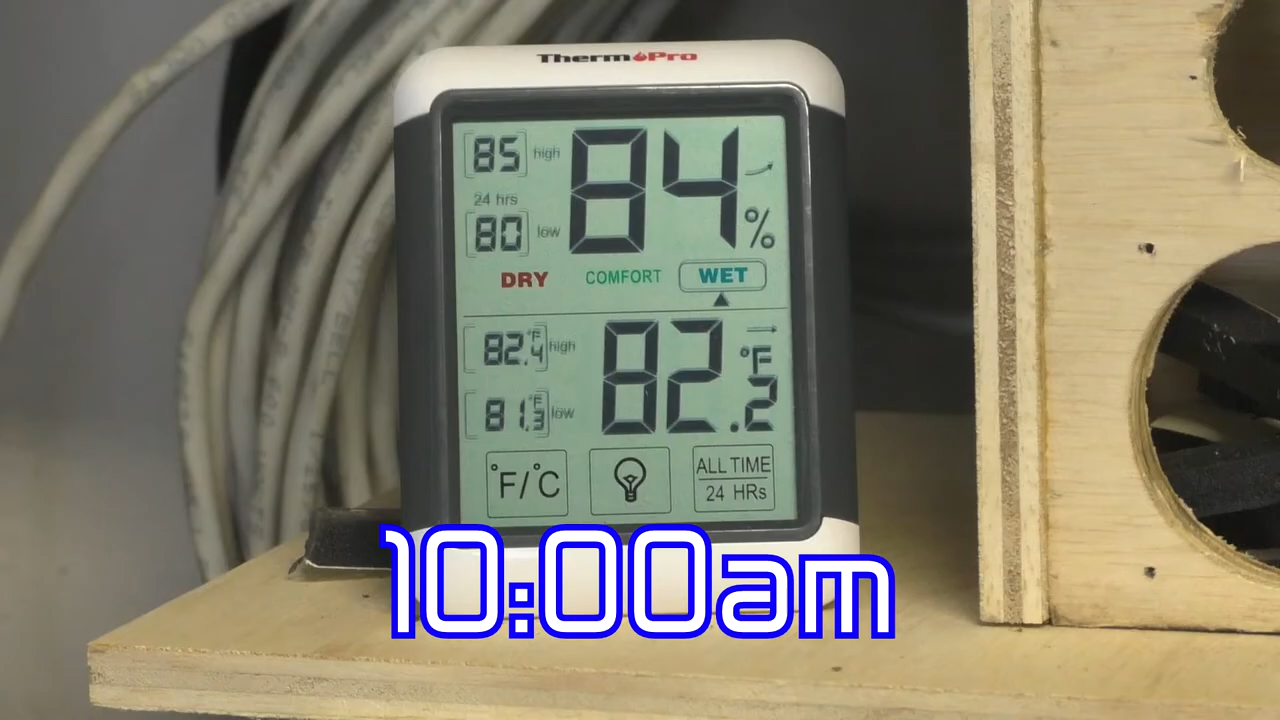 ThermoPro
85 high
84 %
24 hrs
80 low
DRY COMFORT WET
82.4 °F high
82.2 °F
81.3 °F low
°F/°C
ALL TIME
24 HRs
10:00am